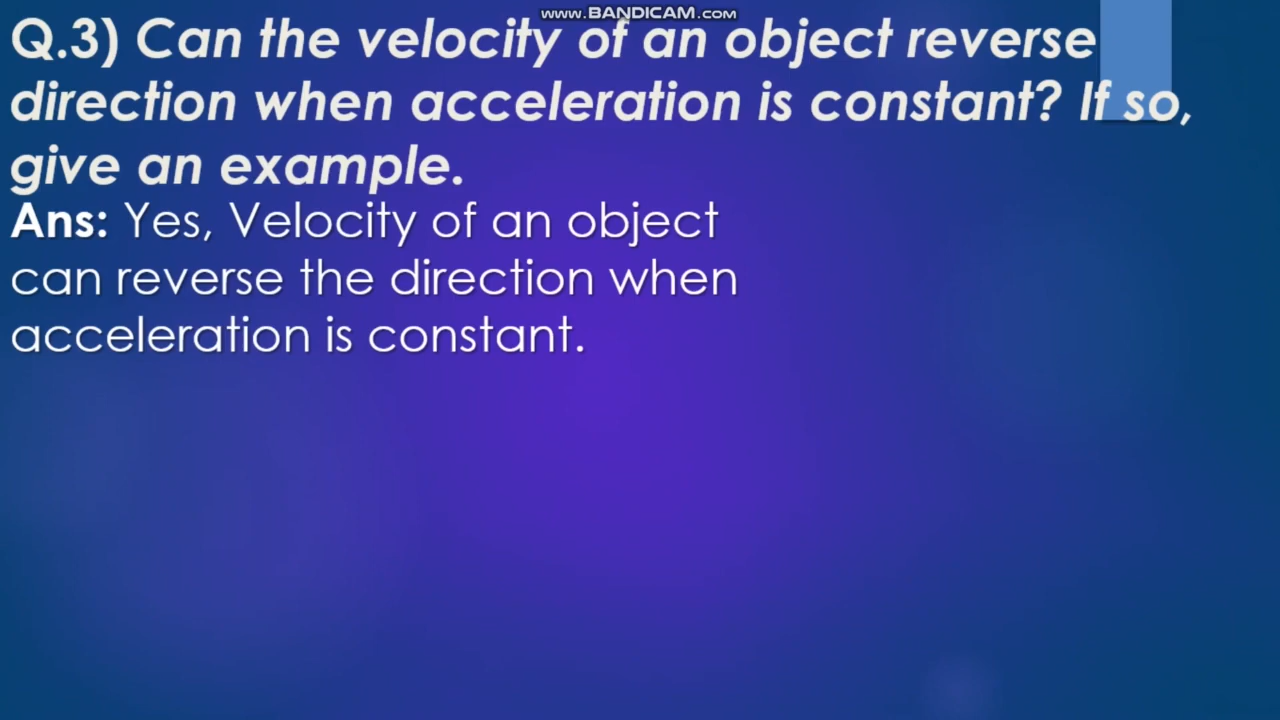 www.BANDICAM.com
Q.3) Can the velocity of an object reverse
direction when acceleration is constant? If so,
give an example.
Ans: Yes, Velocity of an object
can reverse the direction when
acceleration is constant.